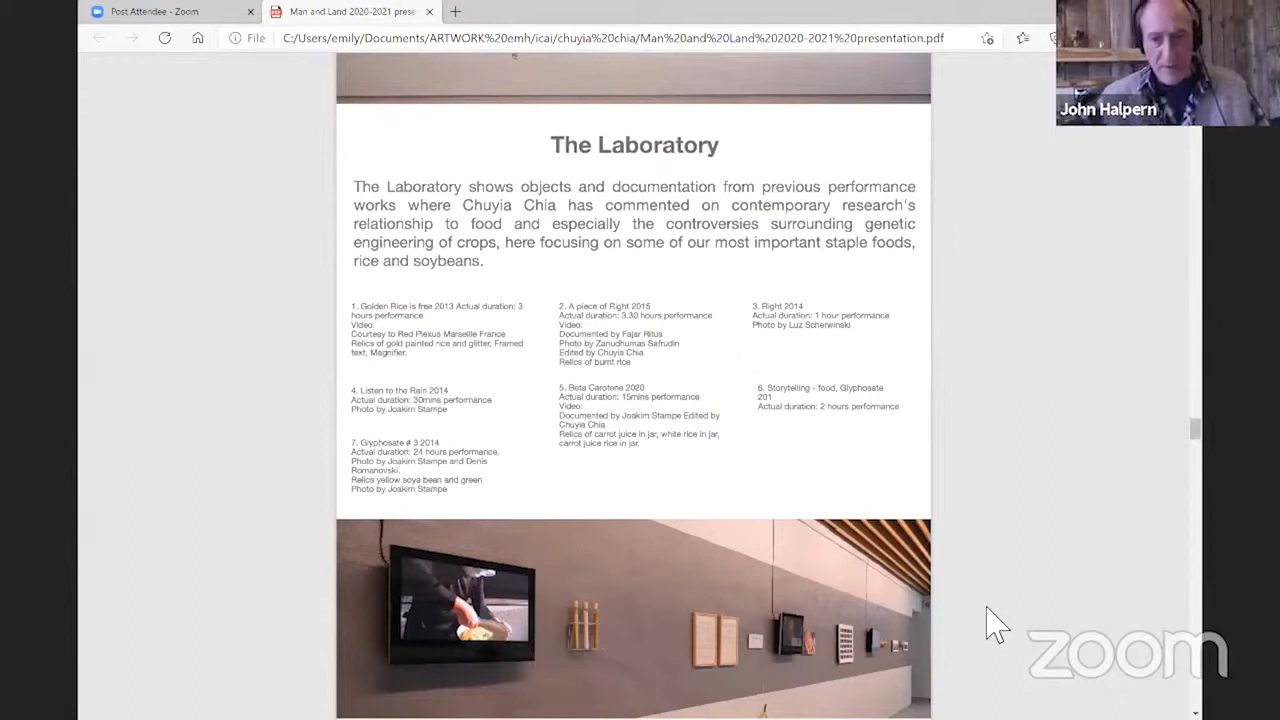 Post Attendee - Zoom
Man and Land 2020-2021 prese
File
C:/Users/emily/Documents/ARTWORK%20emh/icai/chuyia%20chia/Man%20and%20Land%202020-2021%20presentation.pdf
John Halpern
The Laboratory
The Laboratory shows objects and documentation from previous performance
works where Chuyia Chia has commented on contemporary research's
relationship to food and especially the controversies surrounding genetic
engineering of crops, here focusing on some of our most important staple foods,
rice and soybeans.
1. Golden Rice is free 2013 Actual duration: 3
hours performance
Video:
Courtesy to Red Plexus Marseille France
Relics of gold painted rice and glitter, Framed
text, Magnifier.
2. A piece of Right 2015
Actual duration: 3.30 hours performance
Video:
Documented by Fajar Ritus
Photo by Zanudhumas Safrudin
Edited by Chuyia Chia
Relics of burnt rice
3. Right 2014
Actual duration: 1 hour performance
Photo by Luz Scherwinski
4. Listen to the Rain 2014
Actual duration: 30mins performance
Photo by Joakim Stampe
5. Beta Carotene 2020
Actual duration: 15mins performance
Video:
Documented by Joakim Stampe Edited by
Chuyia Chia
Relics of carrot juice in jar, white rice in jar,
carrot juice rice in jar.
6. Storytelling - food, Glyphosate
201
Actual duration: 2 hours performance
7. Glyphosate # 3 2014
Actual duration: 24 hours performance.
Photo by Joakim Stampe and Denis
Romanovski.
Relics yellow soya bean and green
Photo by Joakim Stampe
zoom